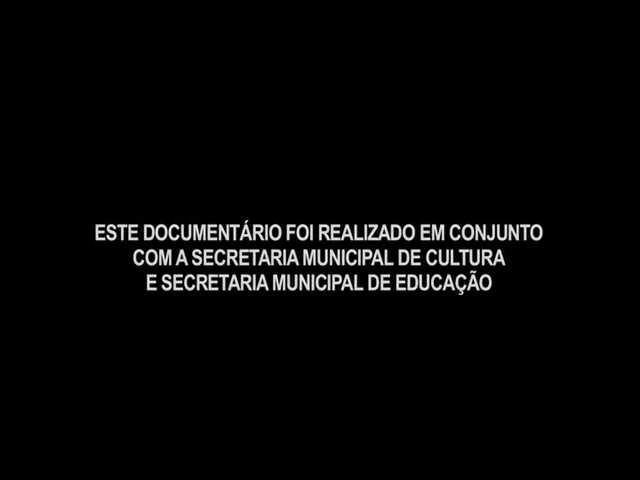 ESTE DOCUMENTÁRIO FOI REALIZADO EM CONJUNTO
COM A SECRETARIA MUNICIPAL DE CULTURA
E SECRETARIA MUNICIPAL DE EDUCAÇÃO